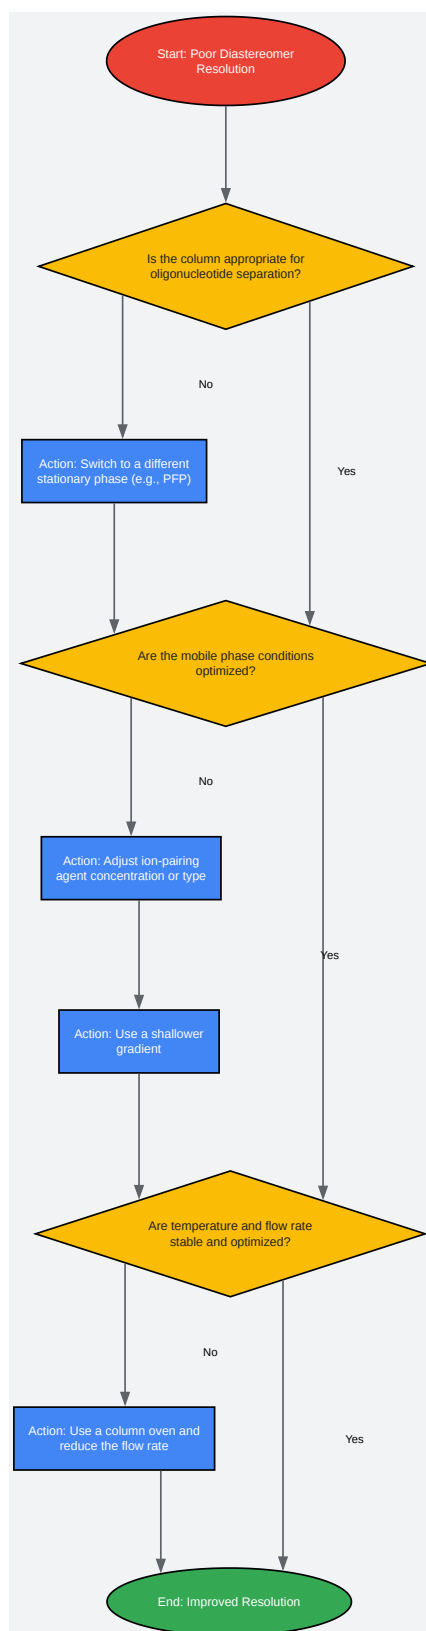 Start: Poor Diastereomer
Resolution
Is the column appropriate for
oligonucleotide separation?
No
Action: Switch to a different
stationary phase (e.g., PFP)
Yes
Are the mobile phase conditions
optimized?
No
Action: Adjust ion-pairing
agent concentration or type
Yes
Action: Use a shallower
gradient
Are temperature and flow rate
stable and optimized?
No
Action: Use a column oven and
reduce the flow rate
Yes
End: Improved Resolution